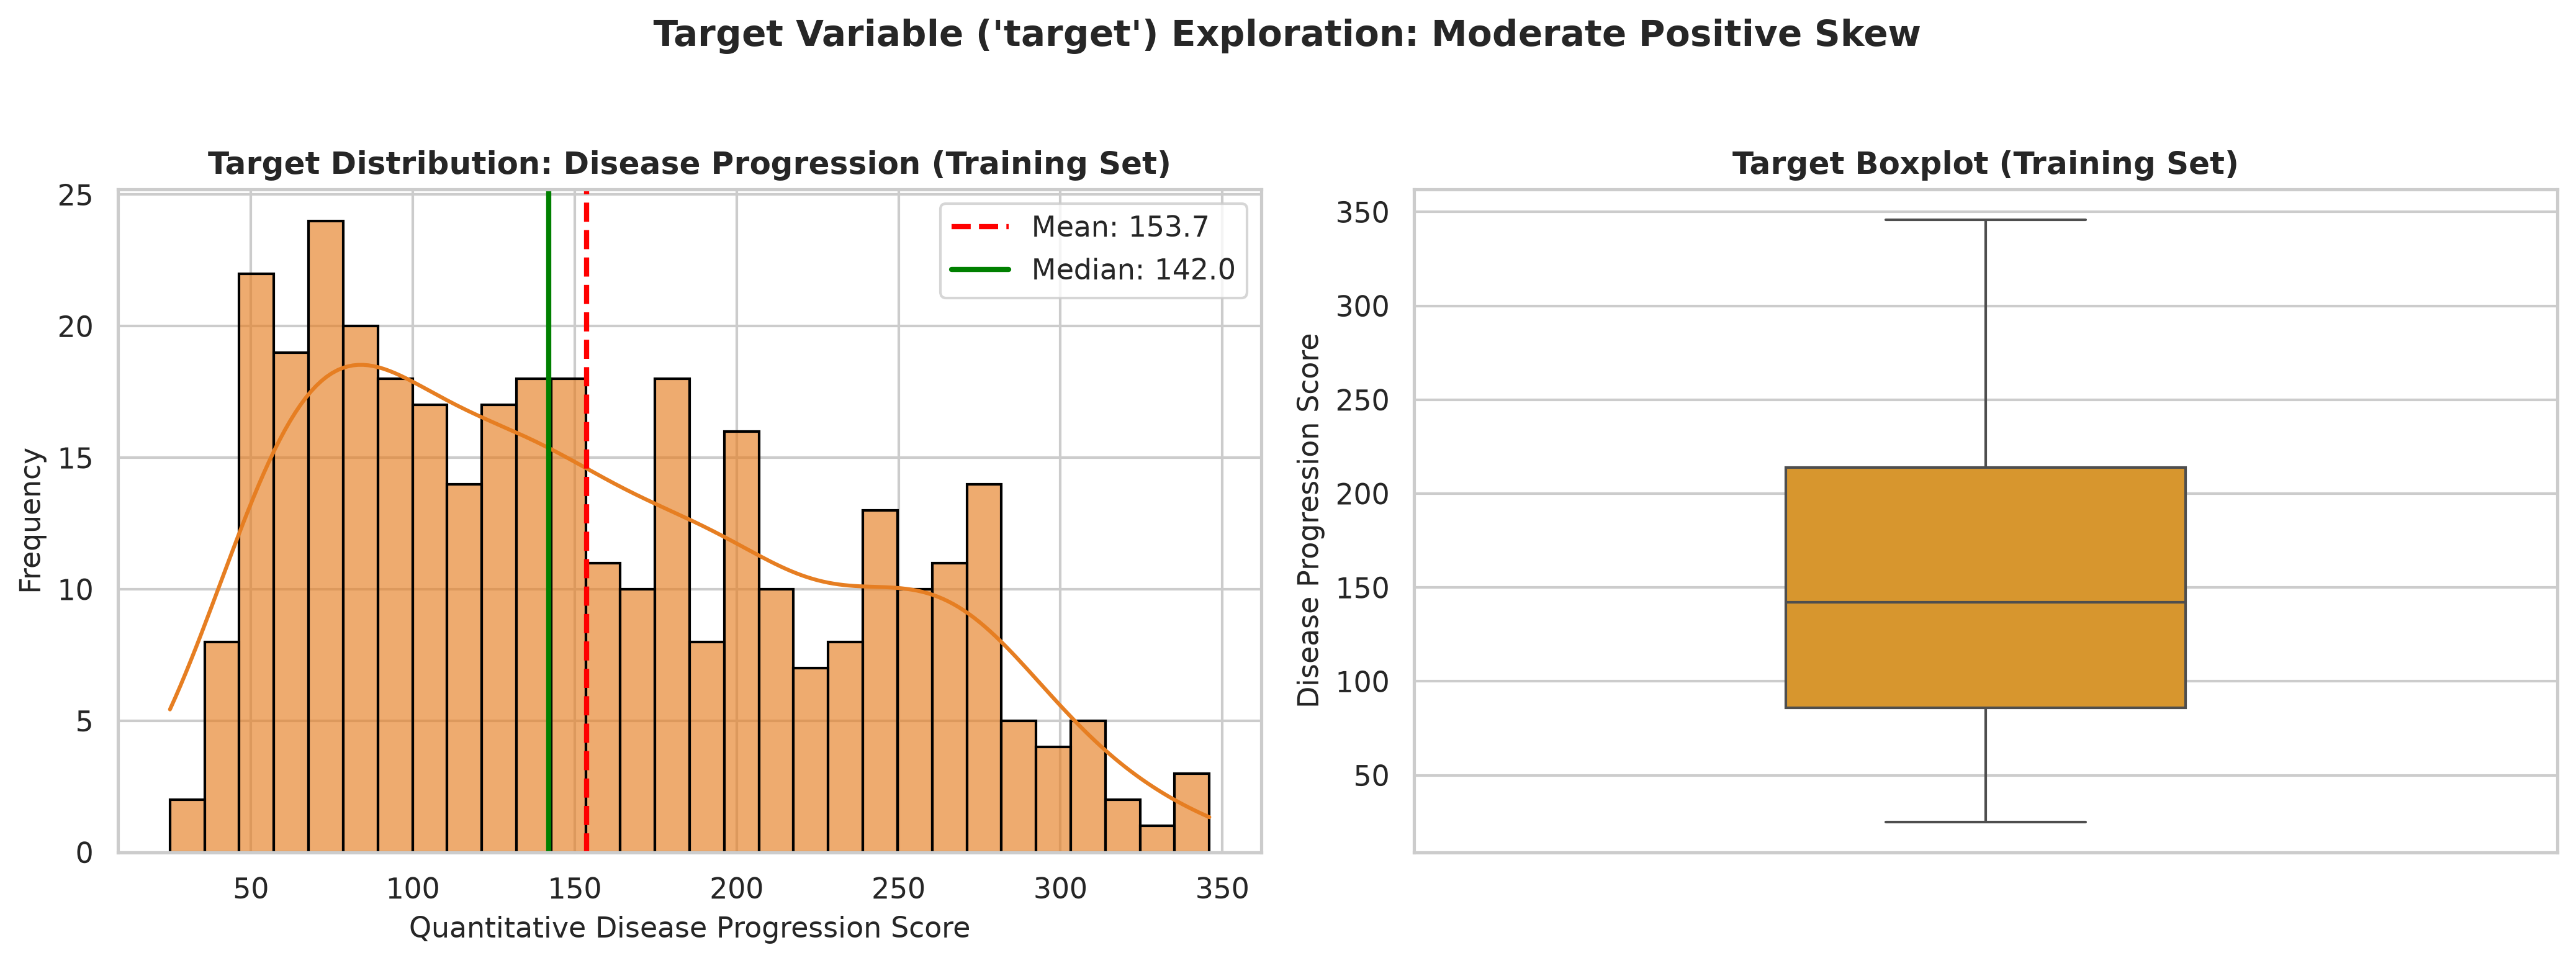 Target Variable ('target') Exploration: Moderate Positive Skew
Target Distribution: Disease Progression (Training Set)
25
20
15
10
5
0
Frequency
Mean: 153.7
Median: 142.0
50 100 150 200 250 300 350
Quantitative Disease Progression Score
Target Boxplot (Training Set)
350
300
250
200
150
100
50
Disease Progression Score